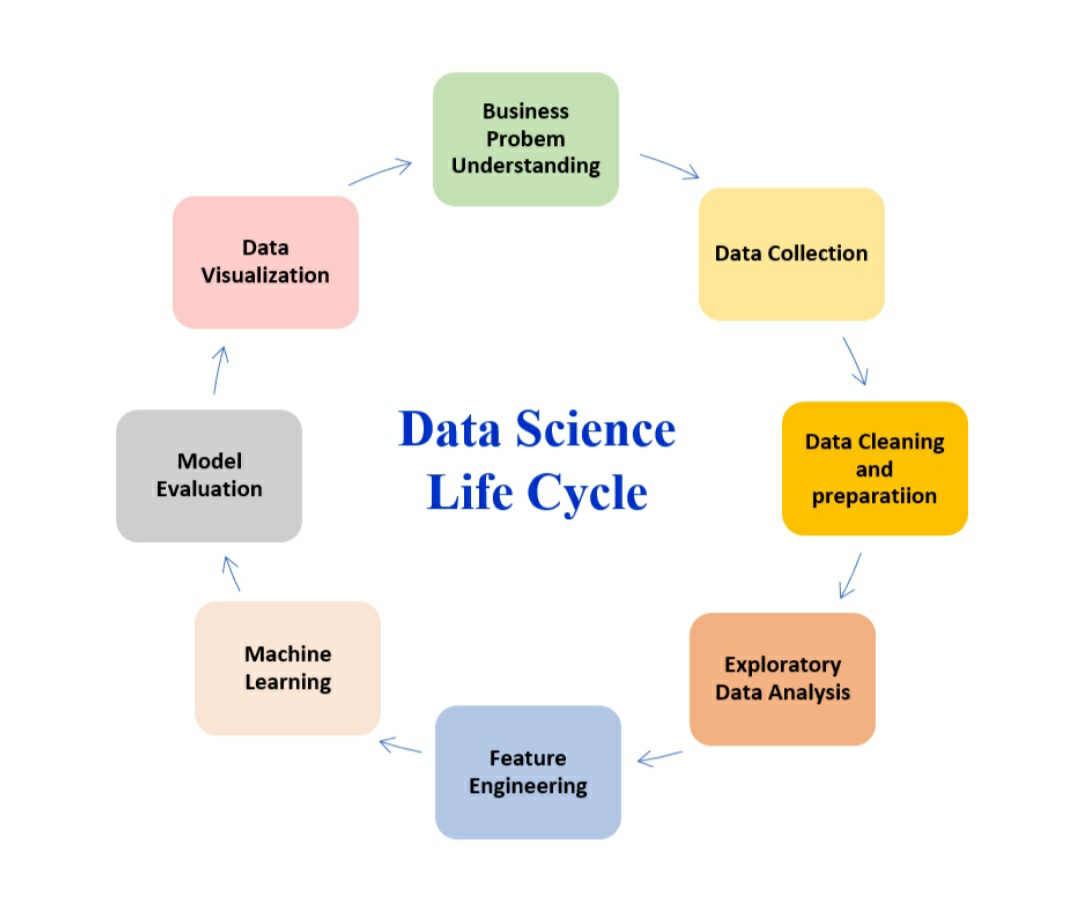 Business
Probem
Understanding
Data Collection
Data Cleaning
and
preparatiion
Exploratory
Data Analysis
Feature
Engineering
Machine
Learning
Model
Evaluation
Data
Visualization
Data Science
Life Cycle